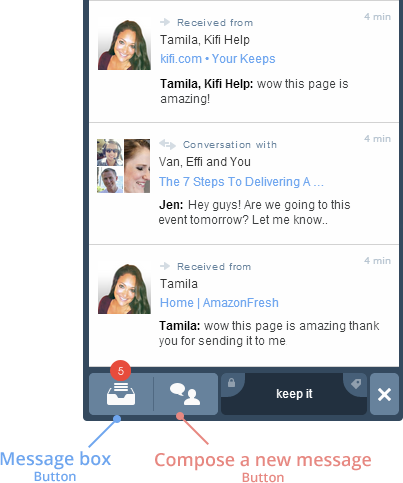 Received from
4 min
Tamila, Kifi Help
kifi.com • Your Keeps
Tamila, Kifi Help: wow this page is
amazing!
Conversation with
4 min
Van, Effi and You
The 7 Steps To Delivering A ...
Jen: Hey guys! Are we going to this
event tomorrow? Let me know..
Received from
4 min
Tamila
Home | AmazonFresh
Tamila: wow this page is amazing thank
you for sending it to me
5
keep it
Message box
Button
Compose a new message
Button